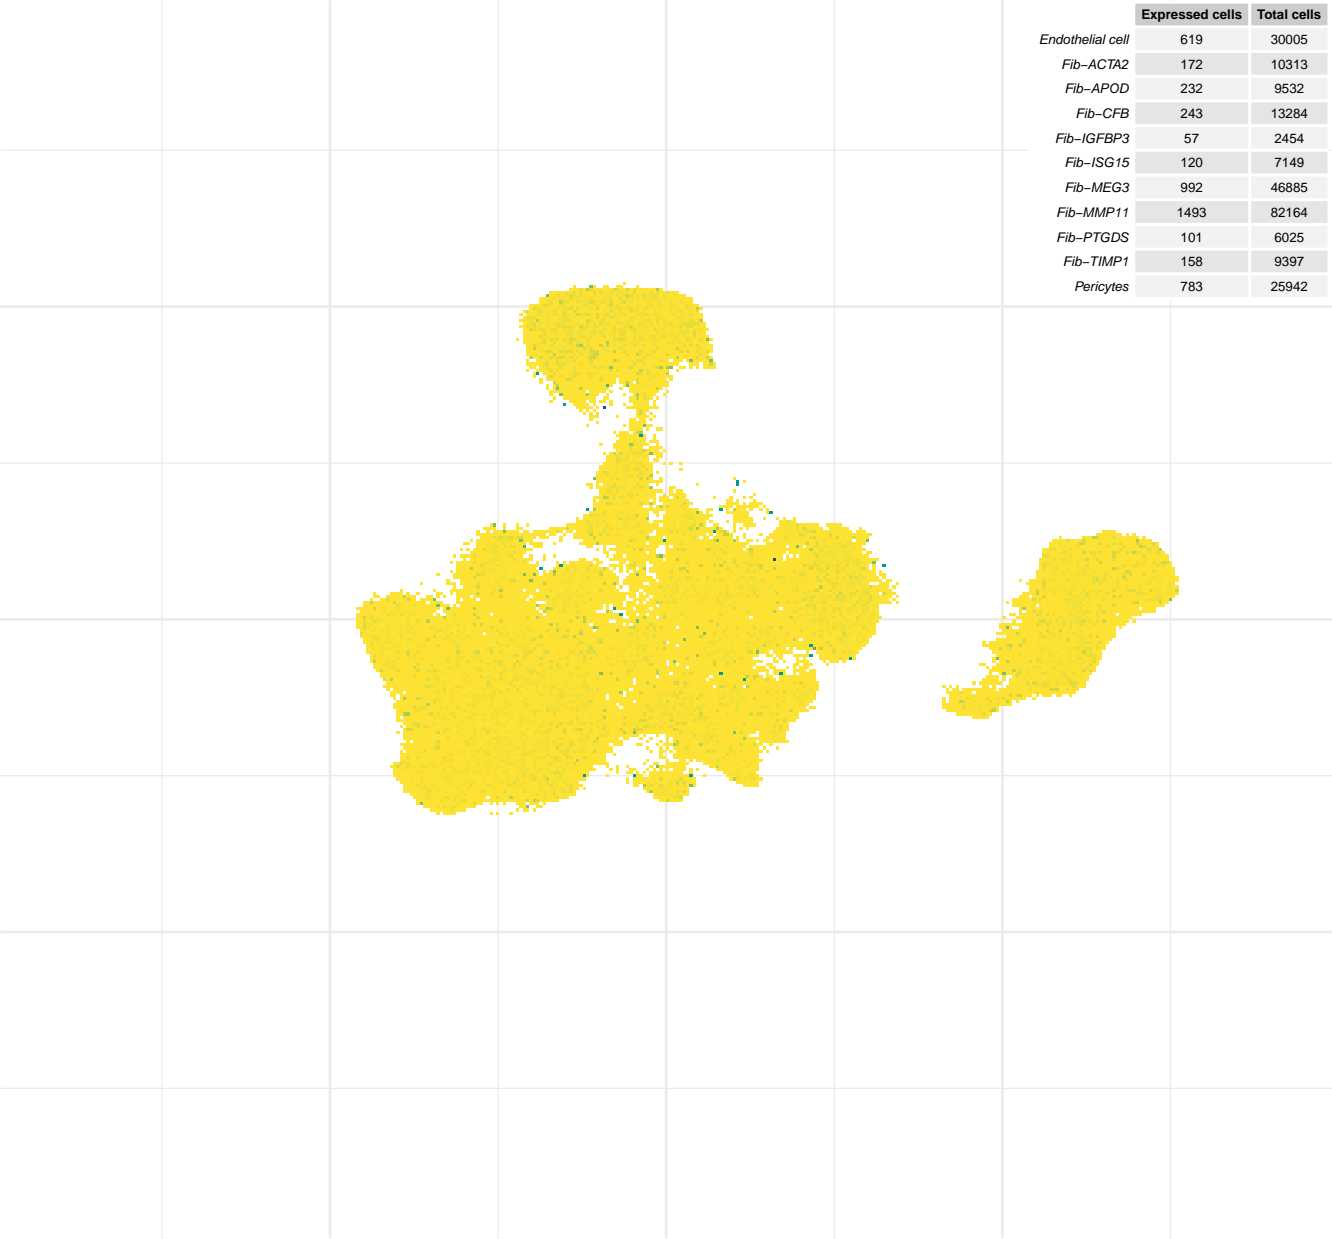 Expressed cells Total cells
Endothelial cell 619 30005
Fib−ACTA2 172 10313
Fib−APOD 232 9532
Fib−CFB 243 13284
Fib−IGFBP3 57 2454
Fib−ISG15 120 7149
Fib−MEG3 992 46885
Fib−MMP11 1493 82164
Fib−PTGDS 101 6025
Fib−TIMP1 158 9397
Pericytes 783 25942